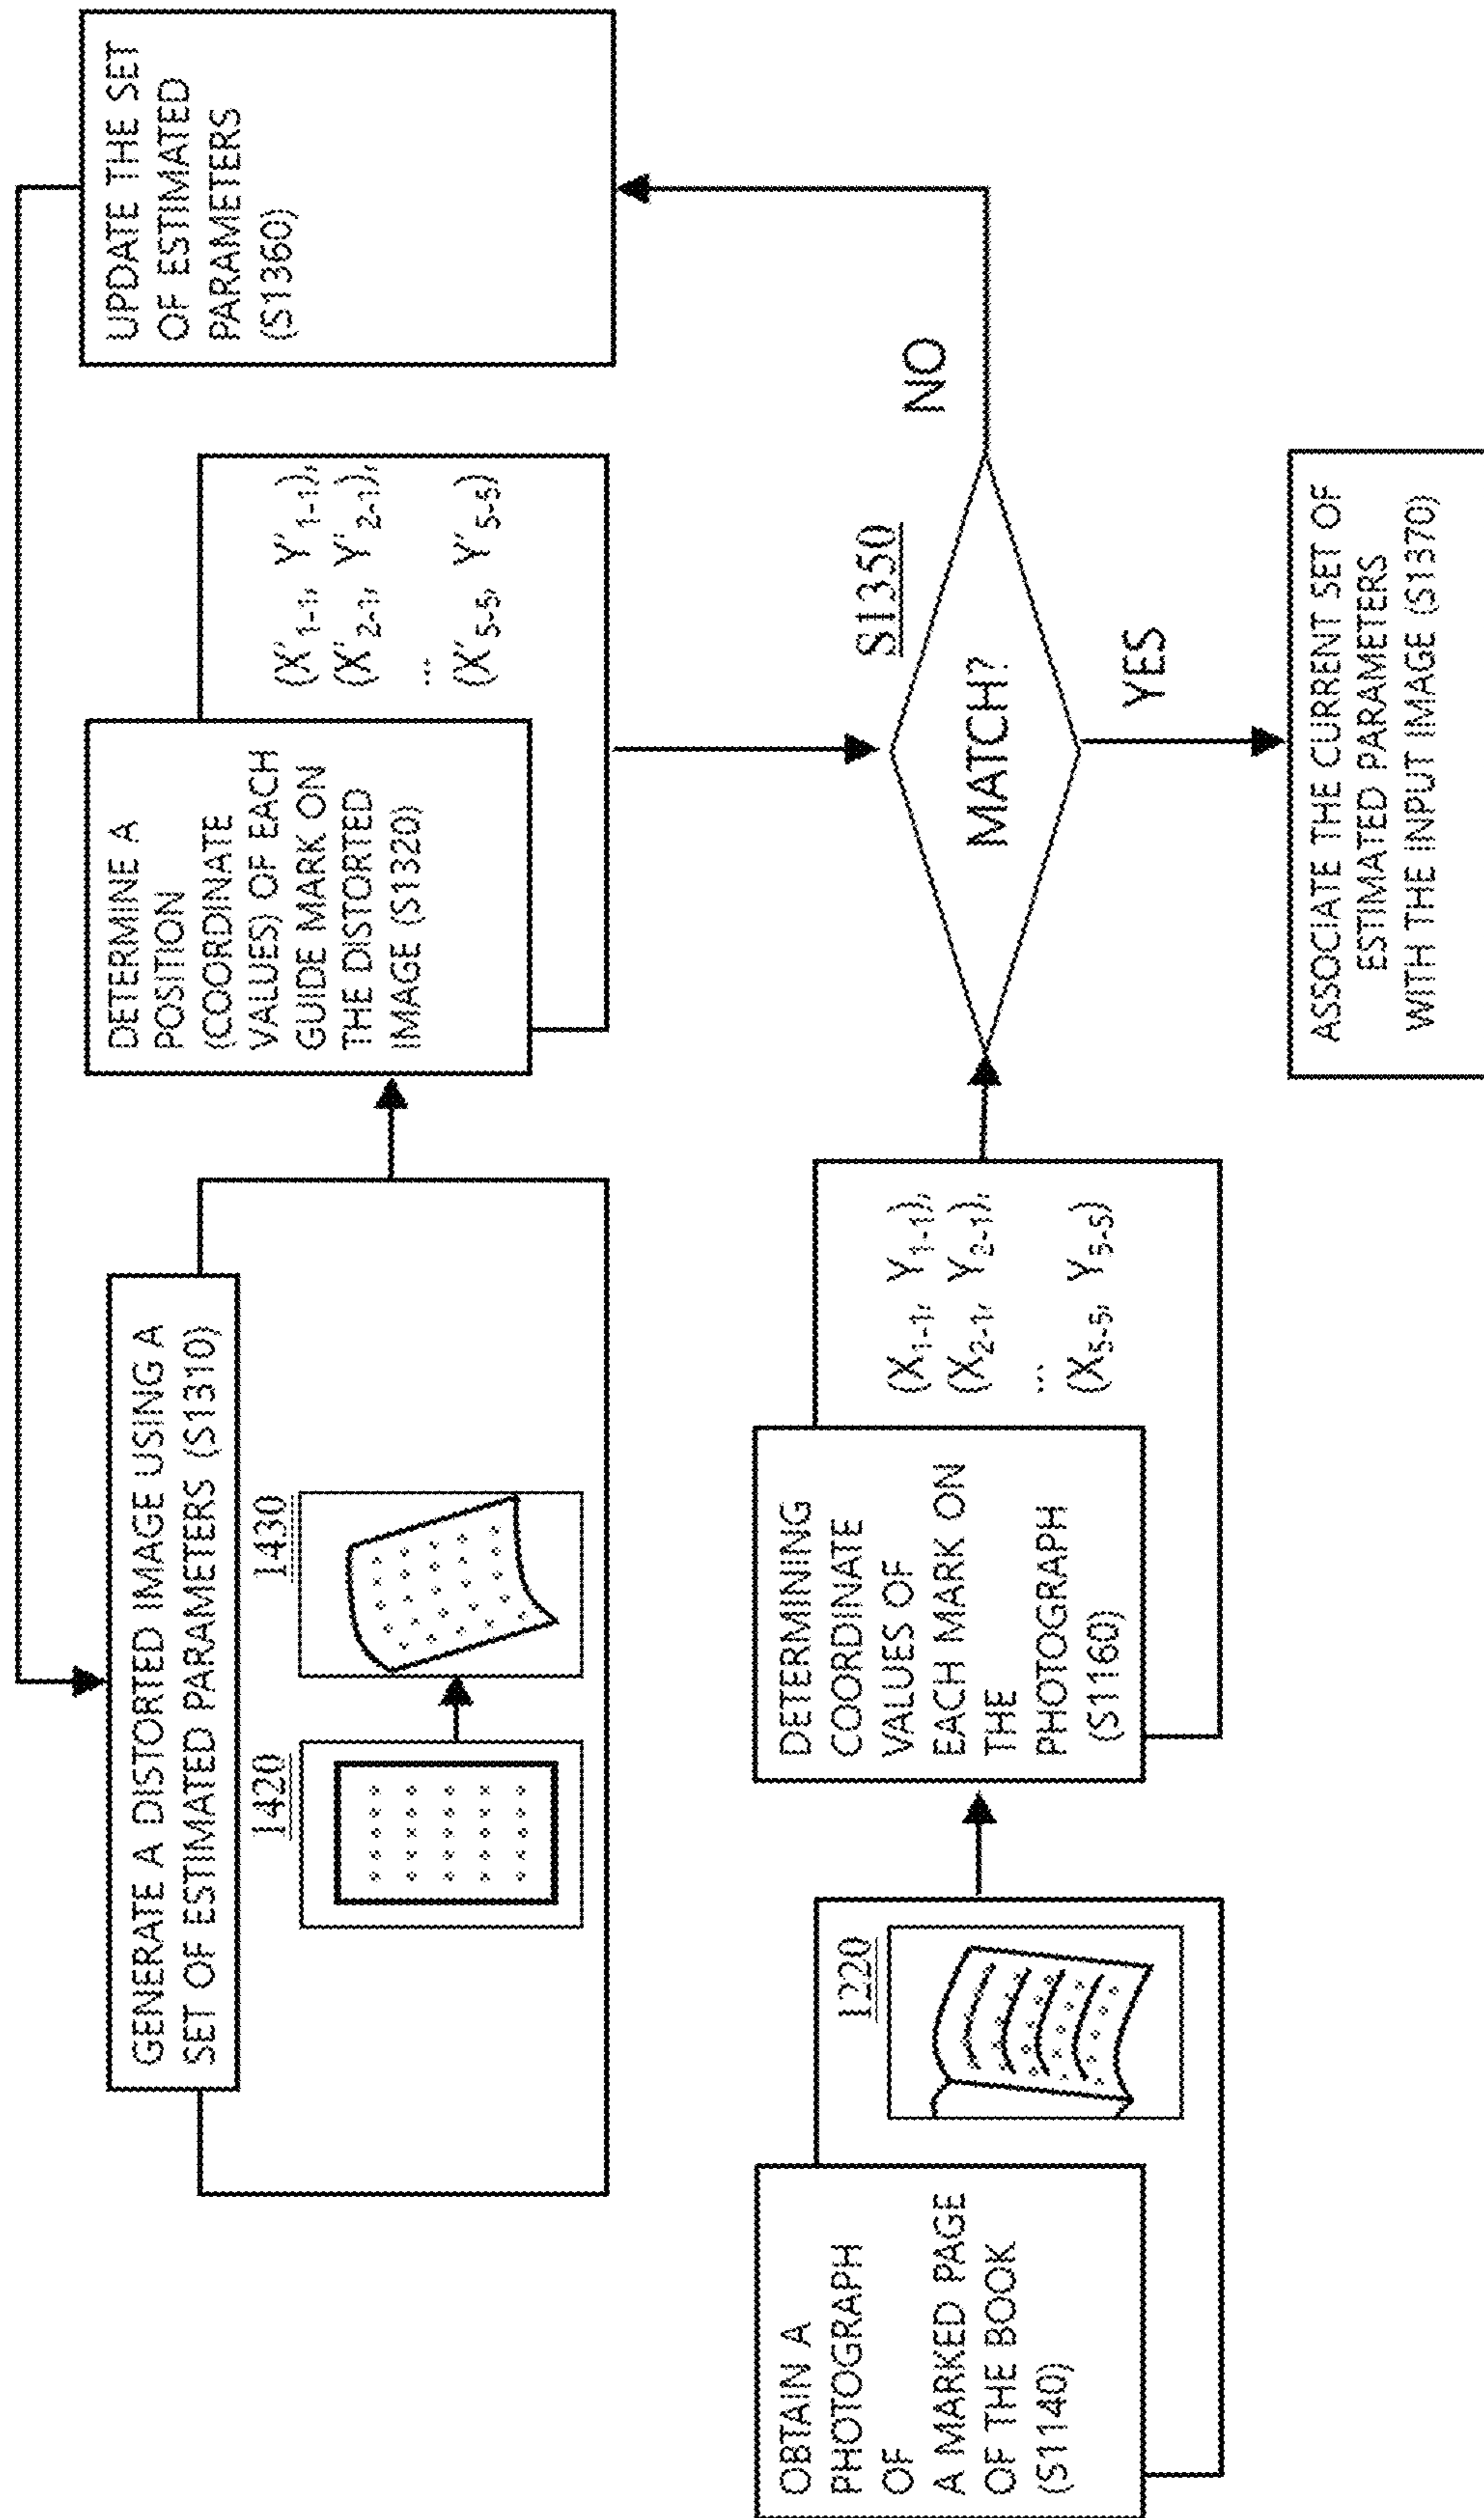 GENERATE A DISTORTED IMAGE USING A
SET OF ESTIMATED PARAMETERS (S1310)
1420
1430
DETERMINE A
POSITION
(COORDINATE
VALUES) OF EACH
GUIDE MARK ON
THE DISTORTED
IMAGE (S1320)
(X'1-1, Y'1-1),
(X'2-1, Y'2-1),
...
(X'5-5, Y'5-5)
UPDATE THE SET
OF ESTIMATED
PARAMETERS
(S1360)
OBTAIN A
PHOTOGRAPH
OF
A MARKED PAGE
OF THE BOOK
(S1140)
1220
DETERMINING
COORDINATE
VALUES OF
EACH MARK ON
THE
PHOTOGRAPH
(S1160)
(X1-1, Y1-1),
(X2-1, Y2-1),
...
(X5-5, Y5-5)
S1350
MATCH?
NO
YES
ASSOCIATE THE CURRENT SET OF
ESTIMATED PARAMETERS
WITH THE INPUT IMAGE (S1370)